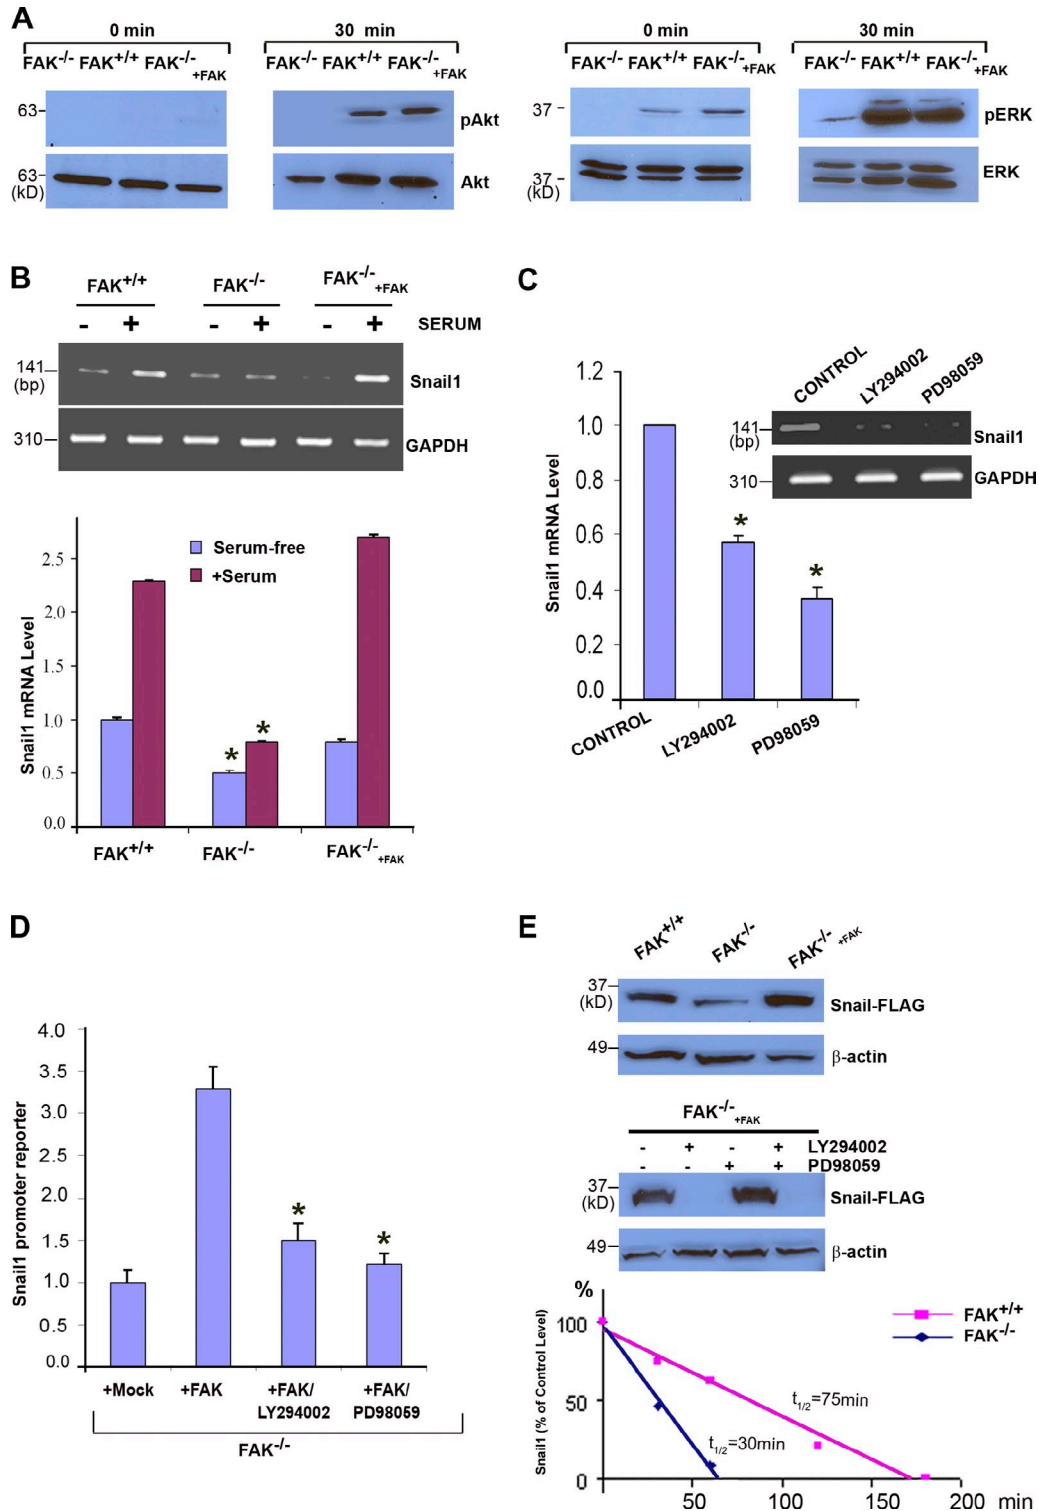 A
0 min
30 min
0 min
30 min
FAK-/- FAK+/+ FAK-/-+FAK
FAK-/- FAK+/+ FAK-/-+FAK
FAK-/- FAK+/+ FAK-/-+FAK
FAK-/- FAK+/+ FAK-/-+FAK
63
pAkt
37
pERK
63
(kD)
Akt
37
(kD)
ERK
B
FAK+/+
FAK-/-
FAK-/-+FAK
- + - + - + SERUM
141
(bp)
Snail1
310
GAPDH
Snail1 mRNA Level
2.5
2.0
1.5
1.0
0.5
0.0
Serum-free
+Serum
* *
FAK+/+
FAK-/-
FAK-/-+FAK
C
CONTROL
LY294002
PD98059
141
(bp)
Snail1
310
GAPDH
Snail1 mRNA Level
1.2
1.0
0.8
0.6
0.4
0.2
0.0
* *
CONTROL
LY294002
PD98059
D
Snail1 promoter reporter
4.0
3.5
3.0
2.5
2.0
1.5
1.0
0.5
0.0
* *
+Mock
+FAK
+FAK/
LY294002
+FAK/
PD98059
FAK-/-
E
FAK+/+
FAK-/-
FAK-/-+FAK
37
(kD)
Snail-FLAG
49
β-actin
FAK-/-+FAK
- + - + LY294002
- - + + PD98059
37
(kD)
Snail-FLAG
49
β-actin
%
Snail1 (% of Control Level)
100
50
0
FAK+/+
FAK-/-
t1/2=75min
t1/2=30min
50
100
150
200
min